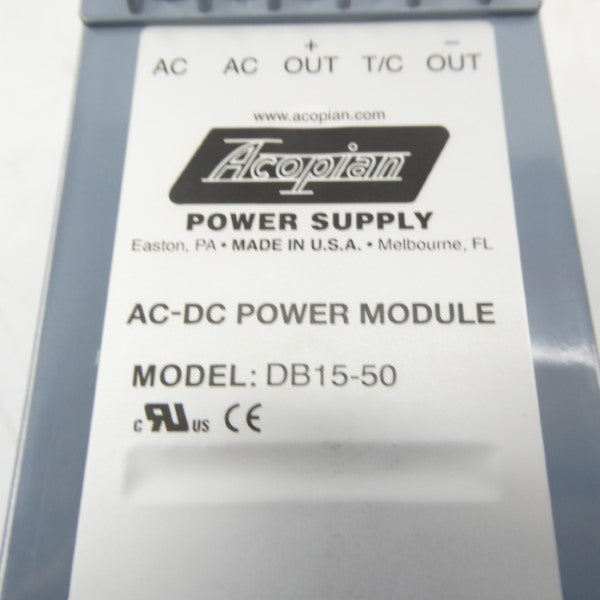 AC AC + OUT T/C − OUT
www.acopian.com
Acopian
POWER SUPPLY
Easton, PA • MADE IN U.S.A. • Melbourne, FL
AC-DC POWER MODULE
MODEL: DB15-50
c RU us CE